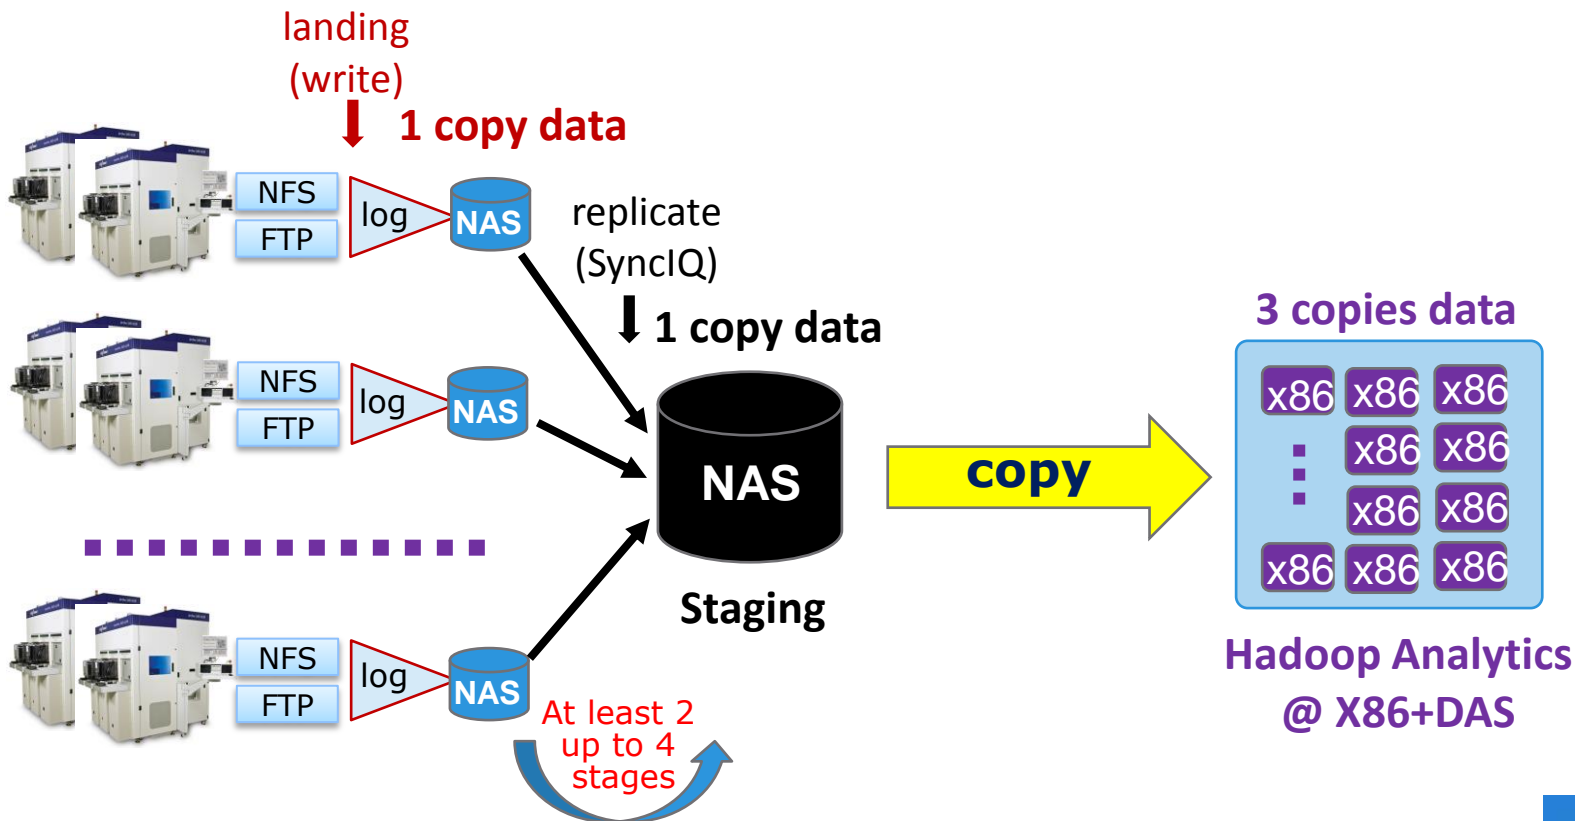 landing
(write)
1 copy data
NFS
FTP
log
NAS
replicate
(SyncIQ)
1 copy data
NFS
FTP
log
NAS
NAS
Staging
copy
3 copies data
x86 x86 x86
x86 x86
x86 x86
x86 x86 x86
Hadoop Analytics
@ X86+DAS
NFS
FTP
log
NAS
At least 2
up to 4
stages